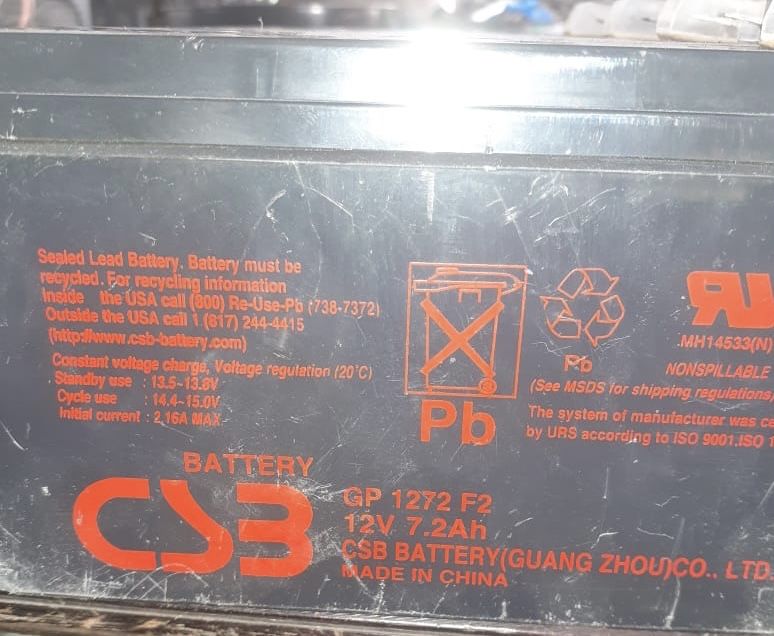 Sealed Lead Battery. Battery must be
recycled. For recycling information
Inside the USA call (800) Re-Use-Pb (738-7372)
Outside the USA call 1 (817) 244-4415
(http://www.csb-battery.com)
Constant voltage charge, Voltage regulation (20°C)
Standby use : 13.5-13.8V
Cycle use : 14.4-15.0V
Initial current : 2.16A MAX
Pb
Pb
RU
MH14533(N)
NONSPILLABLE
(See MSDS for shipping regulations)
The system of manufacturer was
by URS according to ISO 9001.ISO
BATTERY
CSB
GP 1272 F2
12V 7.2Ah
CSB BATTERY(GUANG ZHOU)CO., LTD.
MADE IN CHINA